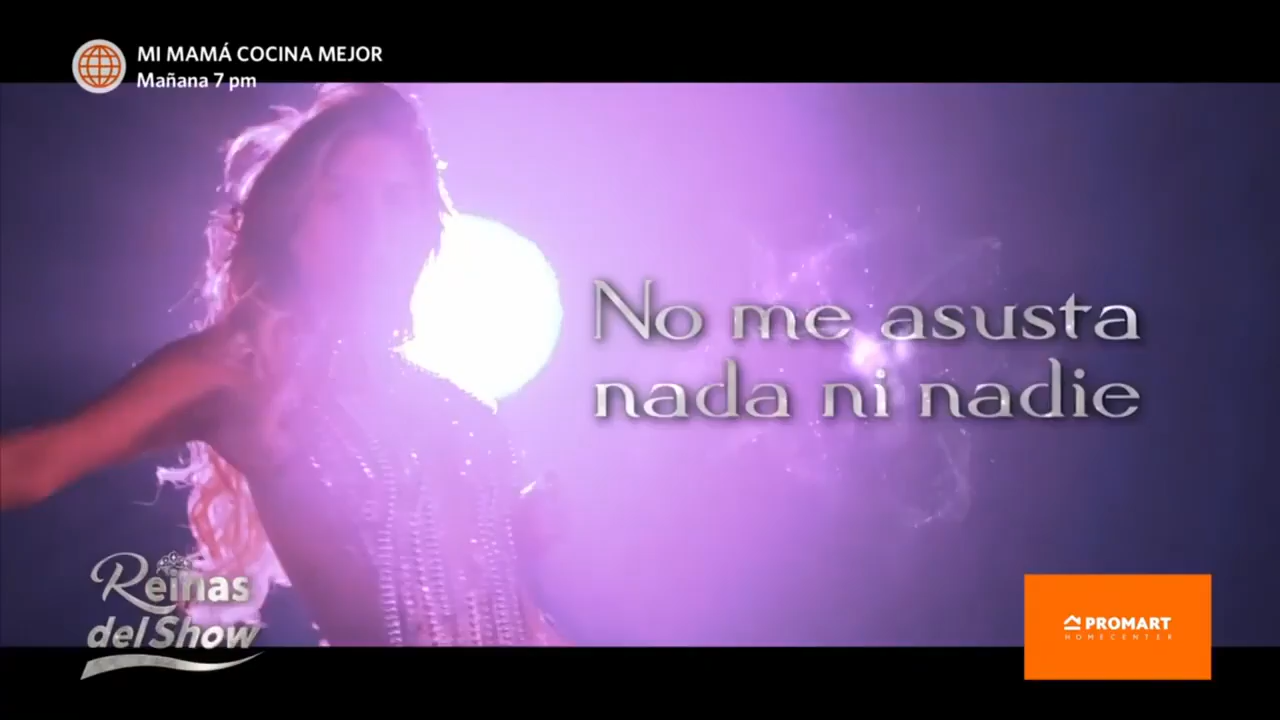 MI MAMÁ COCINA MEJOR
Mañana 7 pm
No me asusta
nada ni nadie
Reinas
del Show
PROMART
HOMECENTER